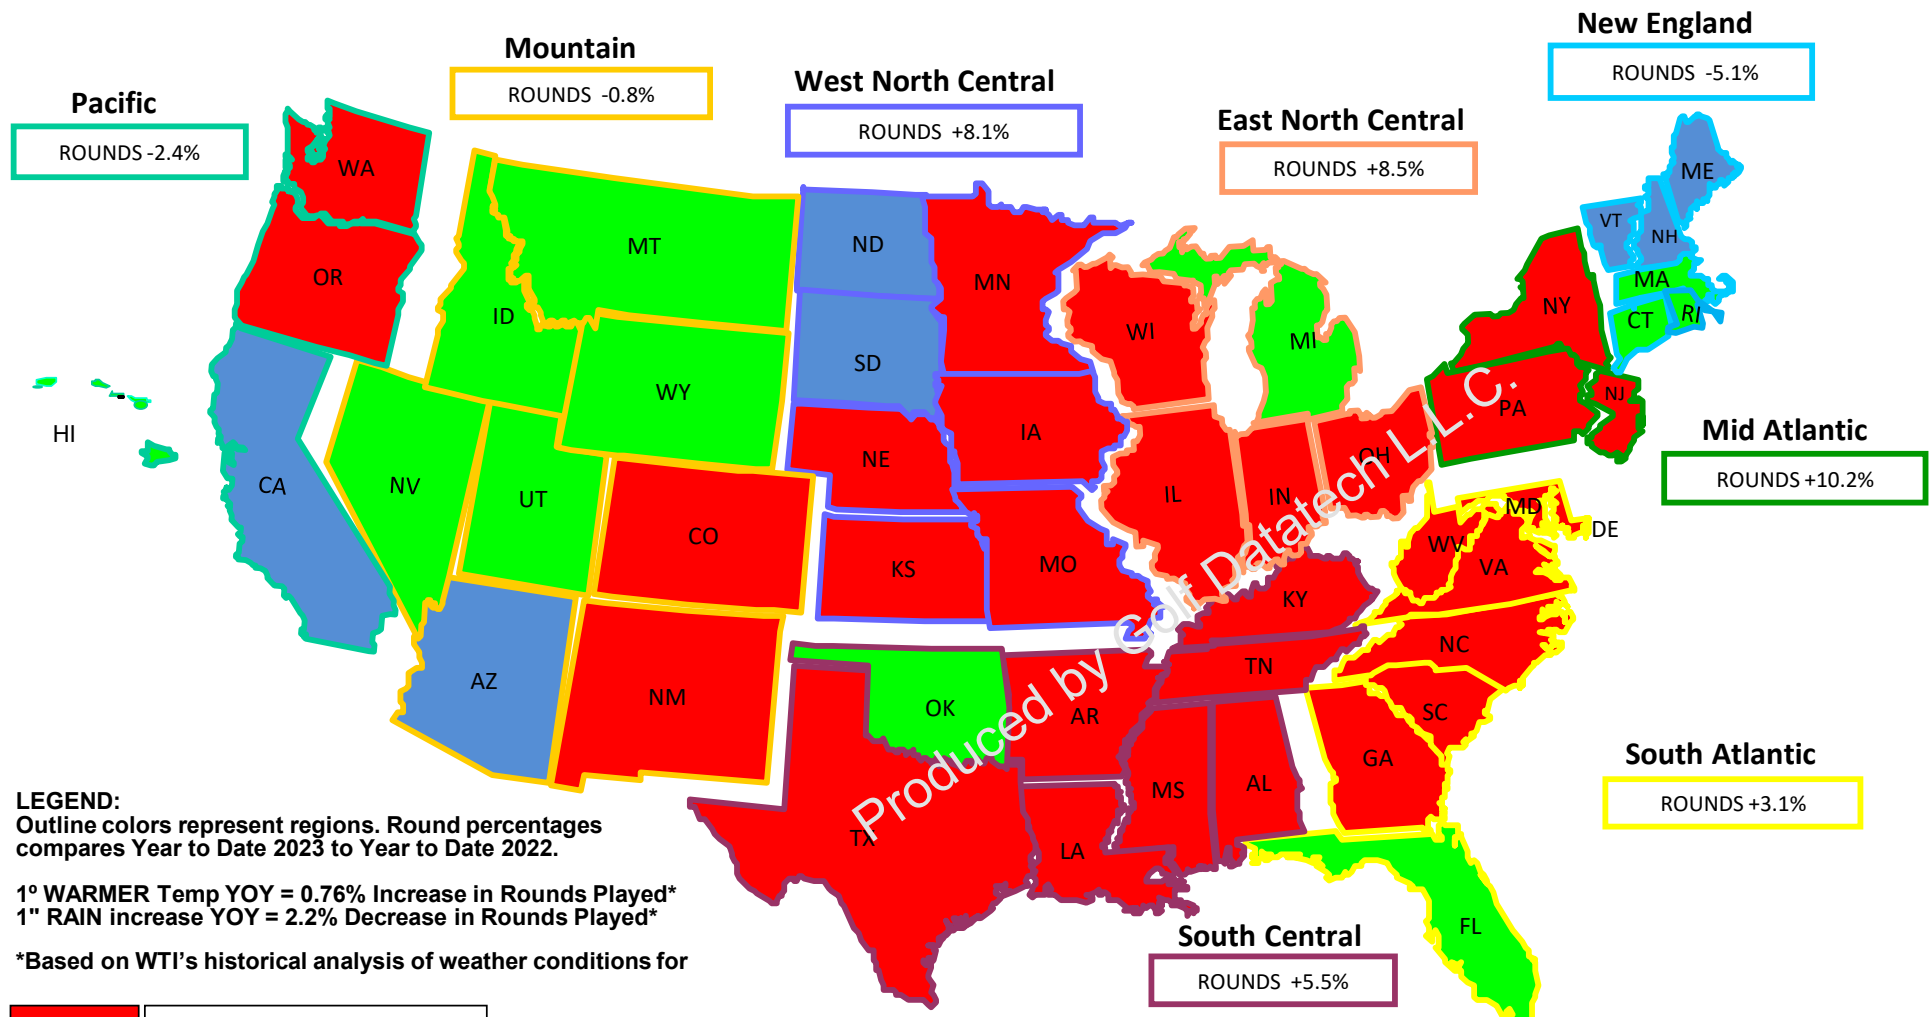 New England
ROUNDS -5.1%
Mountain
ROUNDS -0.8%
West North Central
ROUNDS +8.1%
Pacific
ROUNDS -2.4%
East North Central
ROUNDS +8.5%
WA
OR
MT
ID
WY
ND
SD
MN
WI
MI
ME
VT
NH
MA
CT
RI
NY
PA
NJ
HI
CA
NV
UT
CO
NE
IA
KS
MO
IL
IN
OH
Mid Atlantic
ROUNDS +10.2%
MD
DE
WV
VA
KY
TN
NC
SC
AZ
NM
OK
AR
TX
LA
MS
AL
GA
FL
South Atlantic
ROUNDS +3.1%
South Central
ROUNDS +5.5%
Produced by Golf Datatech L.L.C.
LEGEND:
Outline colors represent regions. Round percentages
compares Year to Date 2023 to Year to Date 2022.
1º WARMER Temp YOY = 0.76% Increase in Rounds Played*
1" RAIN increase YOY = 2.2% Decrease in Rounds Played*
*Based on WTI’s historical analysis of weather conditions for